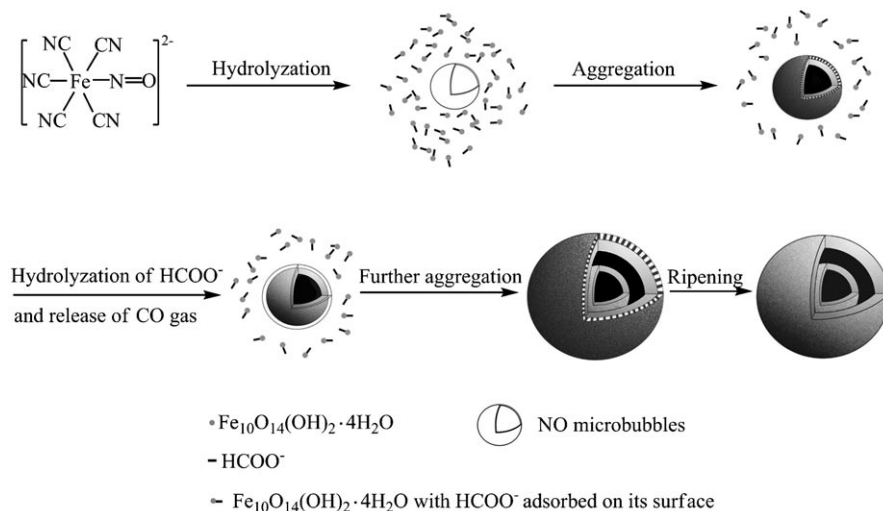 NC CN 2-
NC Fe N=O
NC CN
Hydrolyzation
Aggregation
Hydrolyzation of HCOO⁻
and release of CO gas
Further aggregation
Ripening
Fe₁₀O₁₄(OH)₂·4H₂O
NO microbubbles
HCOO⁻
Fe₁₀O₁₄(OH)₂·4H₂O with HCOO⁻ adsorbed on its surface